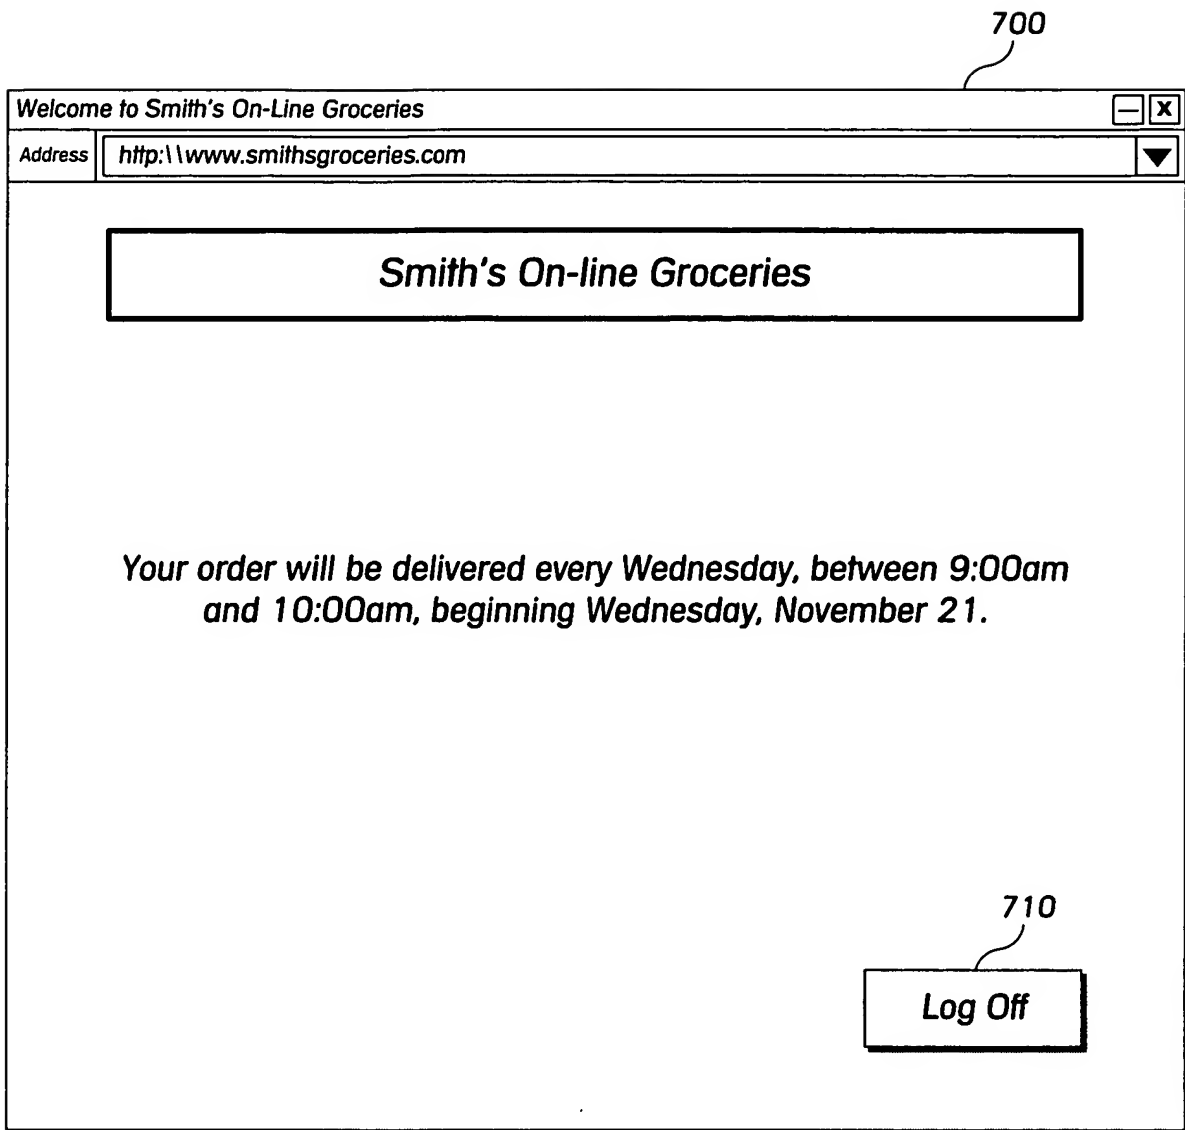 700
Welcome to Smith's On-Line Groceries
Address http:\\www.smithsgroceries.com
Smith's On-line Groceries
Your order will be delivered every Wednesday, between 9:00am
and 10:00am, beginning Wednesday, November 21.
710
Log Off